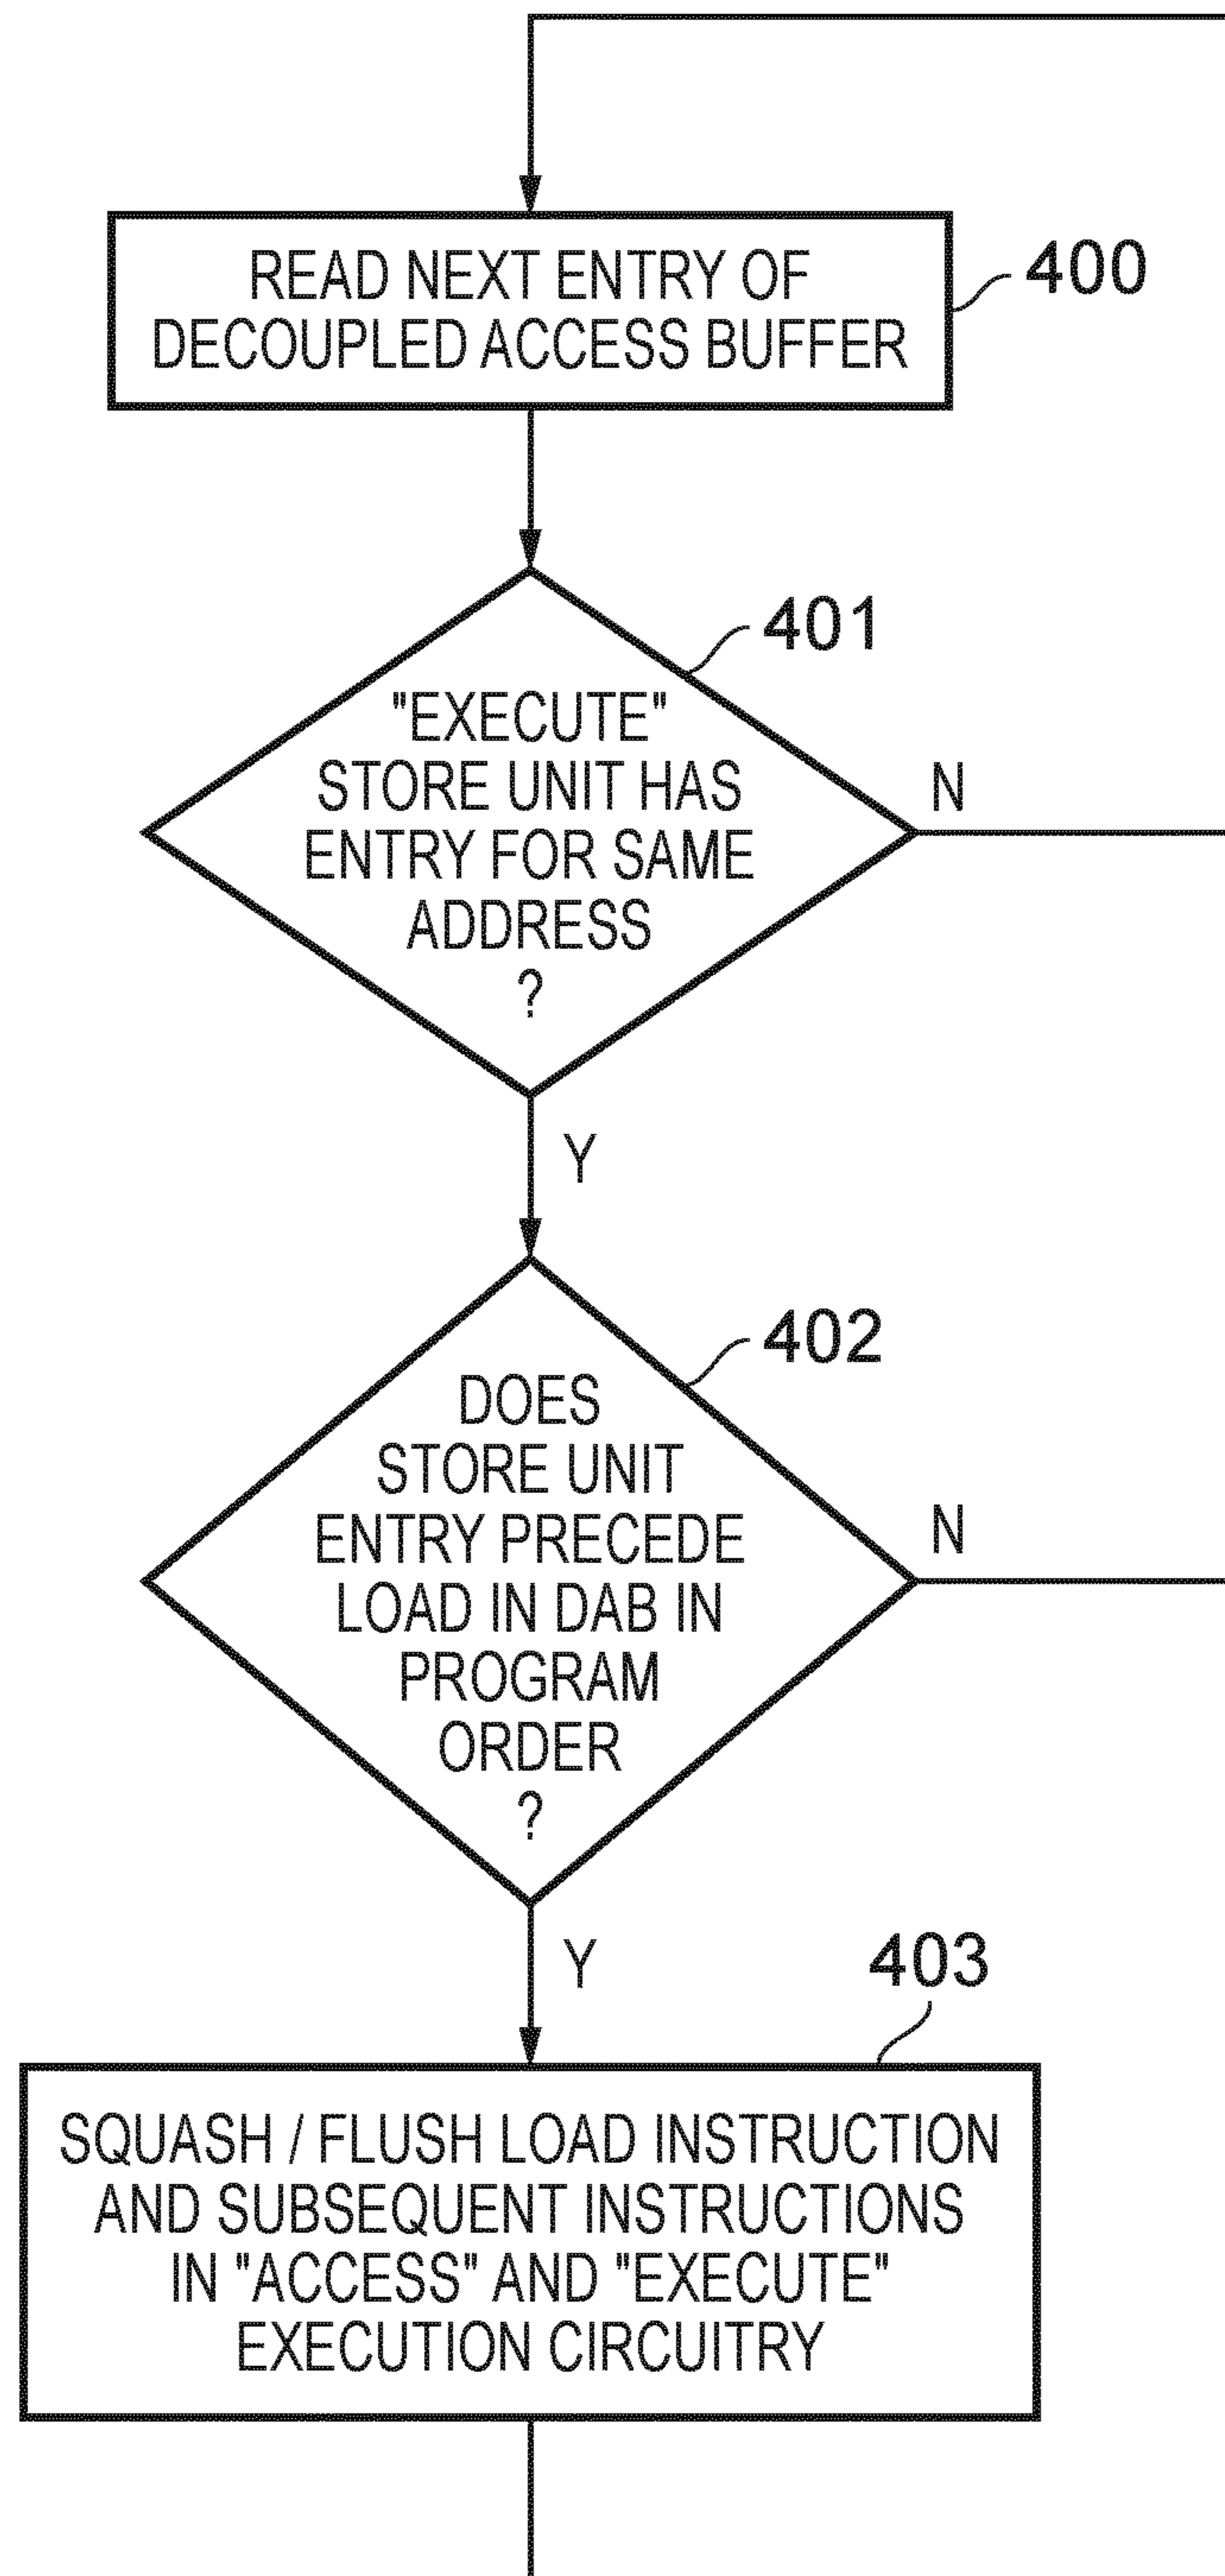 READ NEXT ENTRY OF
DECOUPLED ACCESS BUFFER
400
401
"EXECUTE"
STORE UNIT HAS
ENTRY FOR SAME
ADDRESS
?
N
Y
402
DOES
STORE UNIT
ENTRY PRECEDE
LOAD IN DAB IN
PROGRAM
ORDER
?
N
Y
403
SQUASH / FLUSH LOAD INSTRUCTION
AND SUBSEQUENT INSTRUCTIONS
IN "ACCESS" AND "EXECUTE"
EXECUTION CIRCUITRY